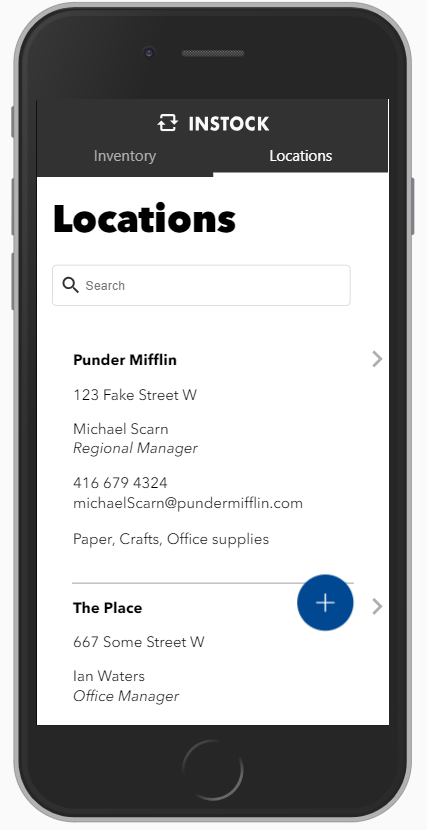 INSTOCK
Inventory Locations
Locations
Search
Punder Mifflin
123 Fake Street W
Michael Scarn
Regional Manager
416 679 4324
michaelScarn@pundermifflin.com
Paper, Crafts, Office supplies
The Place
667 Some Street W
Ian Waters
Office Manager